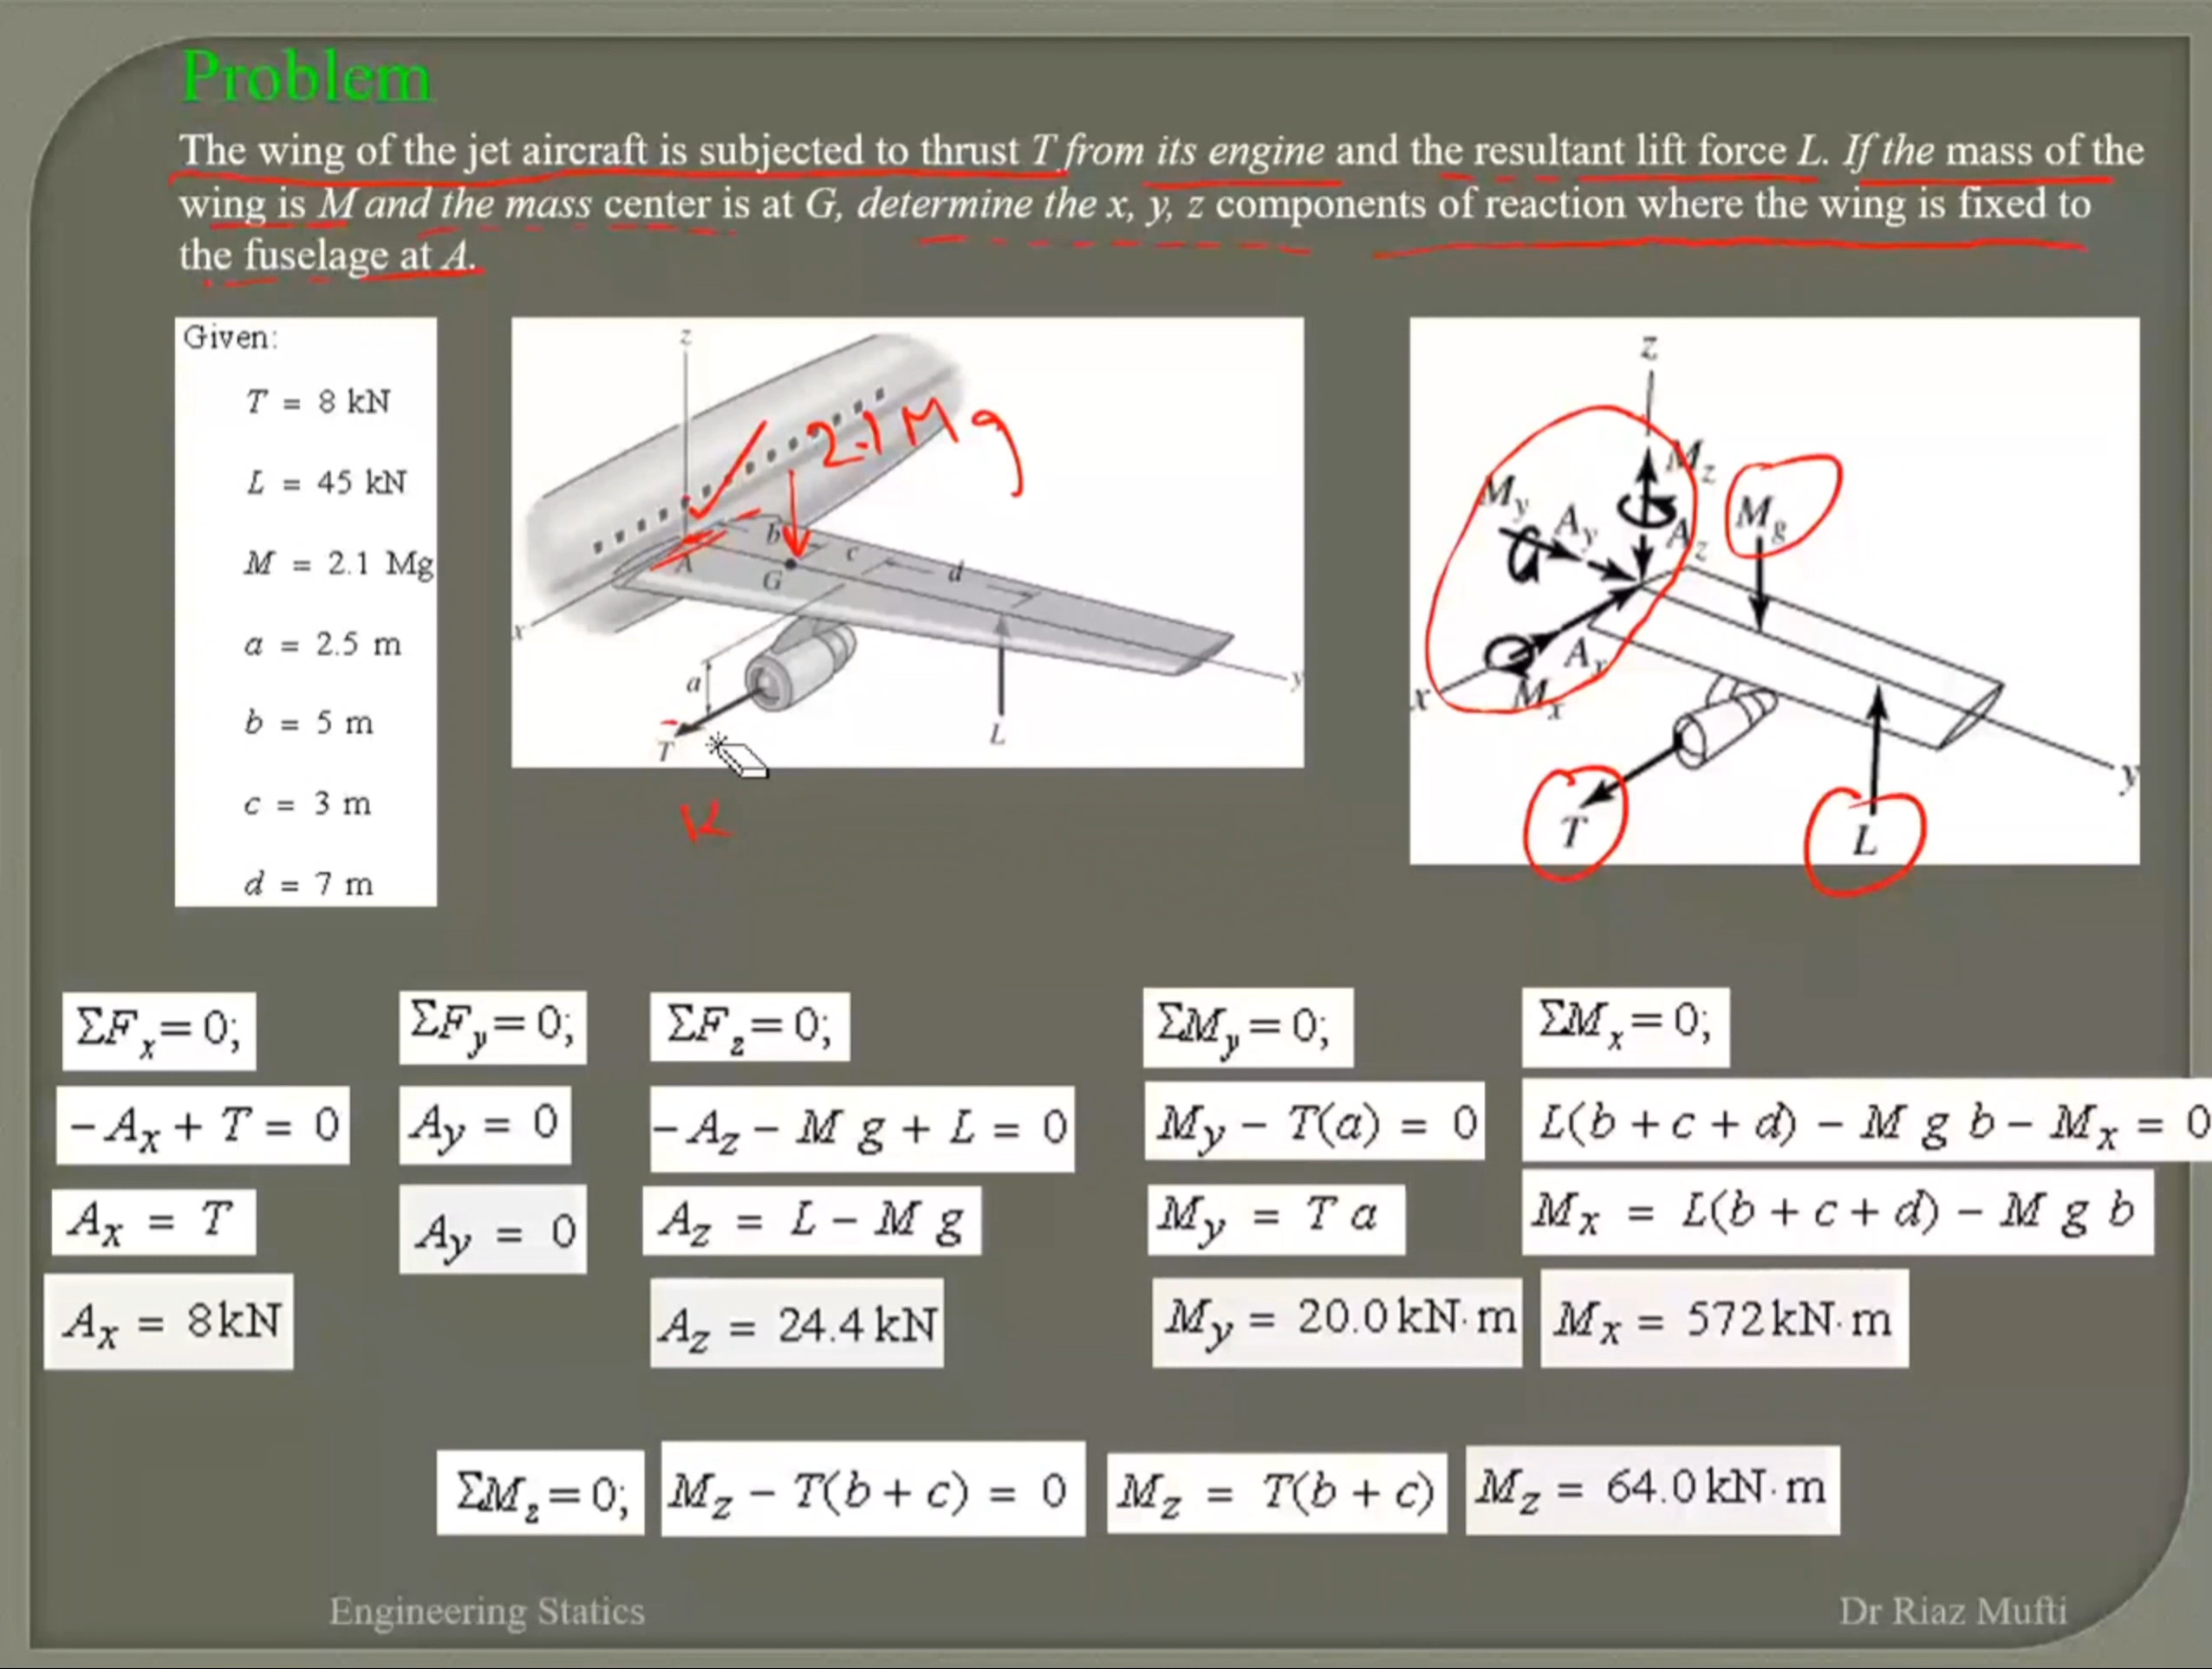 Problem
The wing of the jet aircraft is subjected to thrust T from its engine and the resultant lift force L. If the mass of the
wing is M and the mass center is at G, determine the x, y, z components of reaction where the wing is fixed to
the fuselage at A.
Given:
T = 8 kN
L = 45 kN
M = 2.1 Mg
a = 2.5 m
b = 5 m
c = 3 m
d = 7 m
z
2.1 Mg
b
c
d
A
G
x
y
a
T
L
K
z
Mz
My
Ay
Az
Mg
Ax
x
Mx
y
T
L
ΣFx = 0;
-Ax + T = 0
Ax = T
Ax = 8 kN
ΣFy = 0;
Ay = 0
Ay = 0
ΣFz = 0;
-Az - M g + L = 0
Az = L - M g
Az = 24.4 kN
ΣMy = 0;
My - T(a) = 0
My = T a
My = 20.0 kN·m
ΣMx = 0;
L(b + c + d) - M g b - Mx = 0
Mx = L(b + c + d) - M g b
Mx = 572 kN·m
ΣMz = 0; Mz - T(b + c) = 0 Mz = T(b + c) Mz = 64.0 kN·m
Engineering Statics
Dr Riaz Mufti